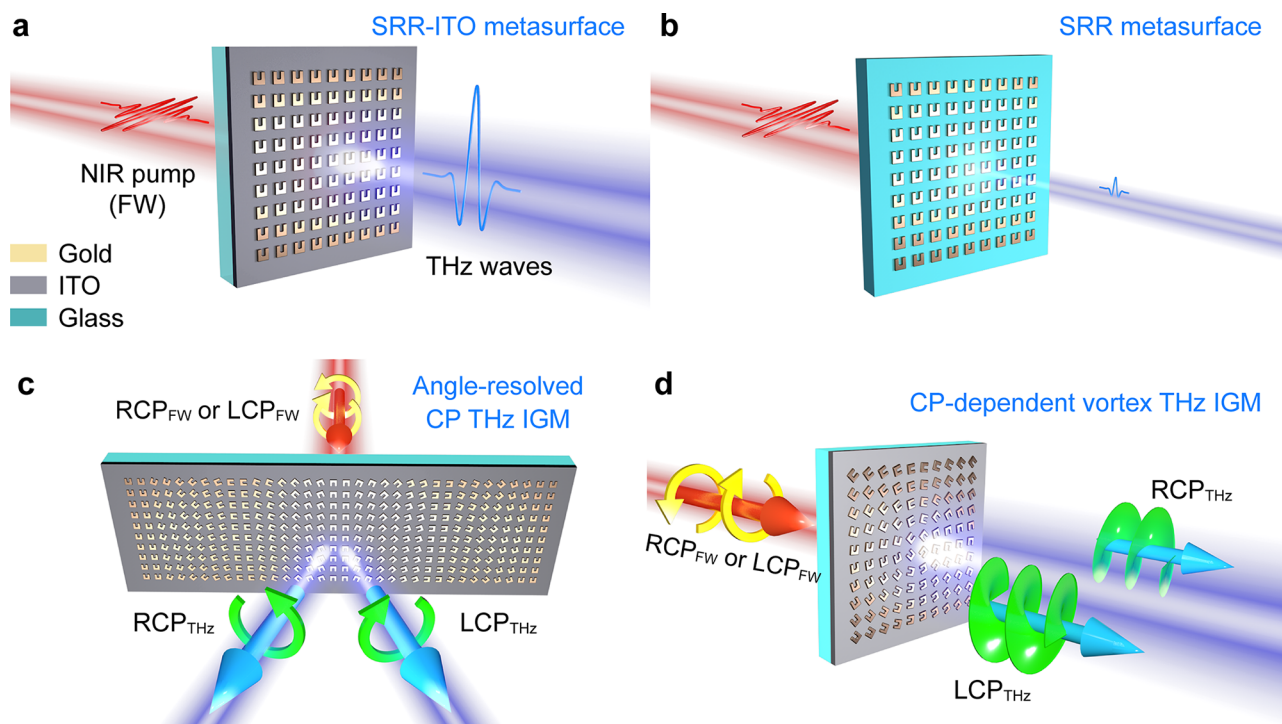 a
SRR-ITO metasurface
NIR pump
(FW)
THz waves
Gold
ITO
Glass
b
SRR metasurface
c
Angle-resolved
CP THz IGM
RCPFW or LCPFW
RCPTHz
LCPTHz
d
CP-dependent vortex THz IGM
RCPFW or LCPFW
RCPTHz
LCPTHz